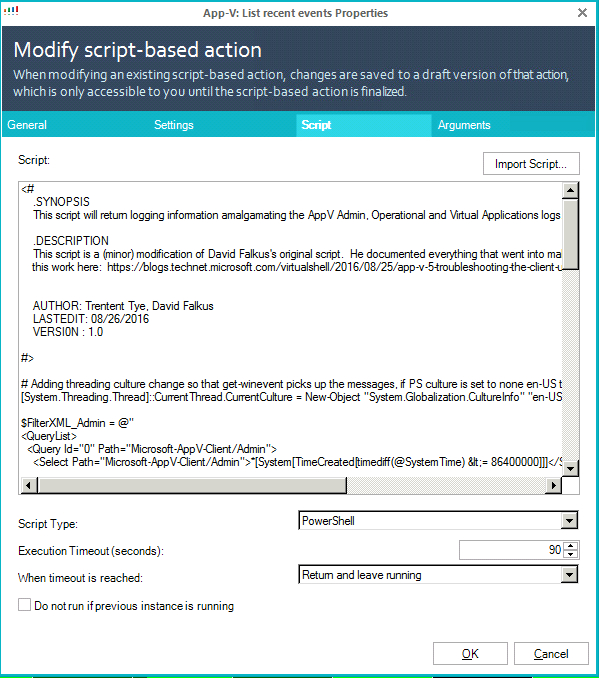 App-V: List recent events Properties
Modify script-based action
When modifying an existing script-based action, changes are saved to a draft version of that action,
which is only accessible to you until the script-based action is finalized.
General
Settings
Script
Arguments
Script:
Import Script...
<#
.SYNOPSIS
This script will return logging information amalgamating the AppV Admin, Operational and Virtual Applications logs
.DESCRIPTION
This script is a (minor) modification of David Falkus's original script.  He documented everything that went into ma
this work here:  https://blogs.technet.microsoft.com/virtualshell/2016/08/25/app-v-5-troubleshooting-the-client-u
AUTHOR: Trentent Tye, David Falkus
LASTEDIT: 08/26/2016
VERSI0N : 1.0
#>
# Adding threading culture change so that get-winevent picks up the messages, if PS culture is set to none en-US t
[System.Threading.Thread]::CurrentThread.CurrentCulture = New-Object "System.Globalization.CultureInfo" "en-US
$FilterXML_Admin = @"
<QueryList>
<Query Id="0" Path="Microsoft-AppV-Client/Admin">
<Select Path="Microsoft-AppV-Client/Admin">*[System[TimeCreated[timediff(@SystemTime) &lt;= 86400000]]]</S
Script Type:
PowerShell
Execution Timeout (seconds):
90
When timeout is reached:
Return and leave running
Do not run if previous instance is running
OK
Cancel